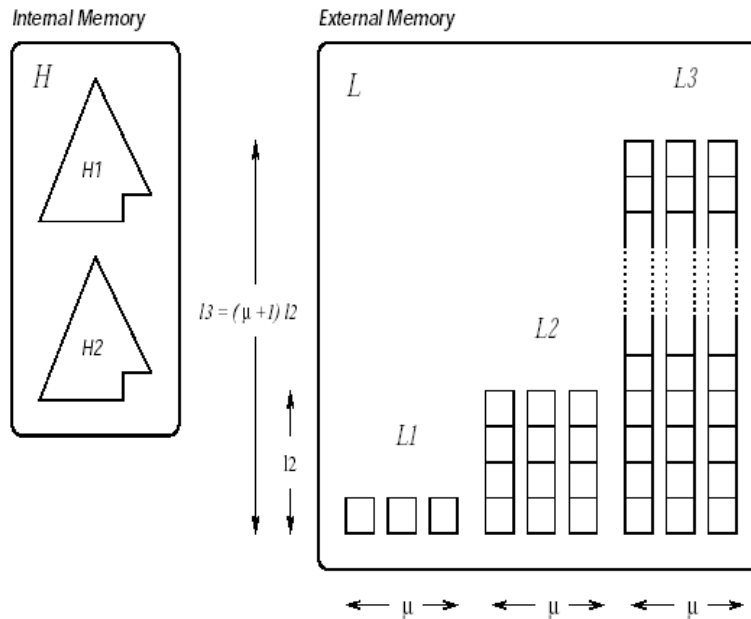 Internal Memory
External Memory
H
H1
H2
L
L3
l3 = ( μ + 1) l2
L2
L1
l2
μ
μ
μ